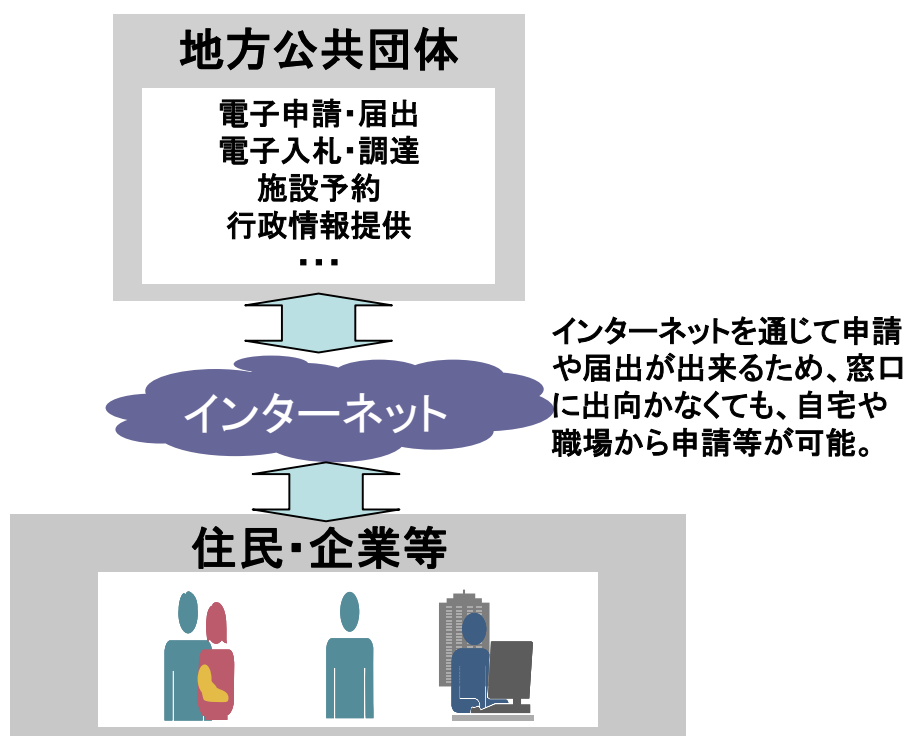 地方公共団体
電子申請・届出
電子入札・調達
施設予約
行政情報提供
・・・
インターネットを通じて申請
や届出が出来るため、窓口
に出向かなくても、自宅や
職場から申請等が可能。
インターネット
住民・企業等